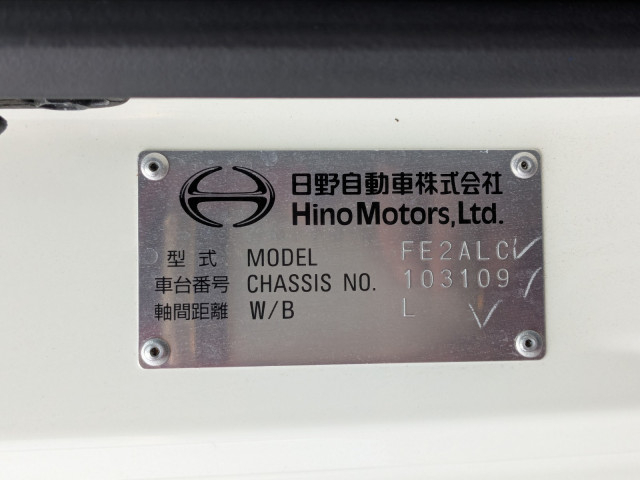 日野自動車株式会社
Hino Motors, Ltd.
型式 MODEL FE2ALC
車台番号 CHASSIS NO. 103109
軸間距離 W/B L